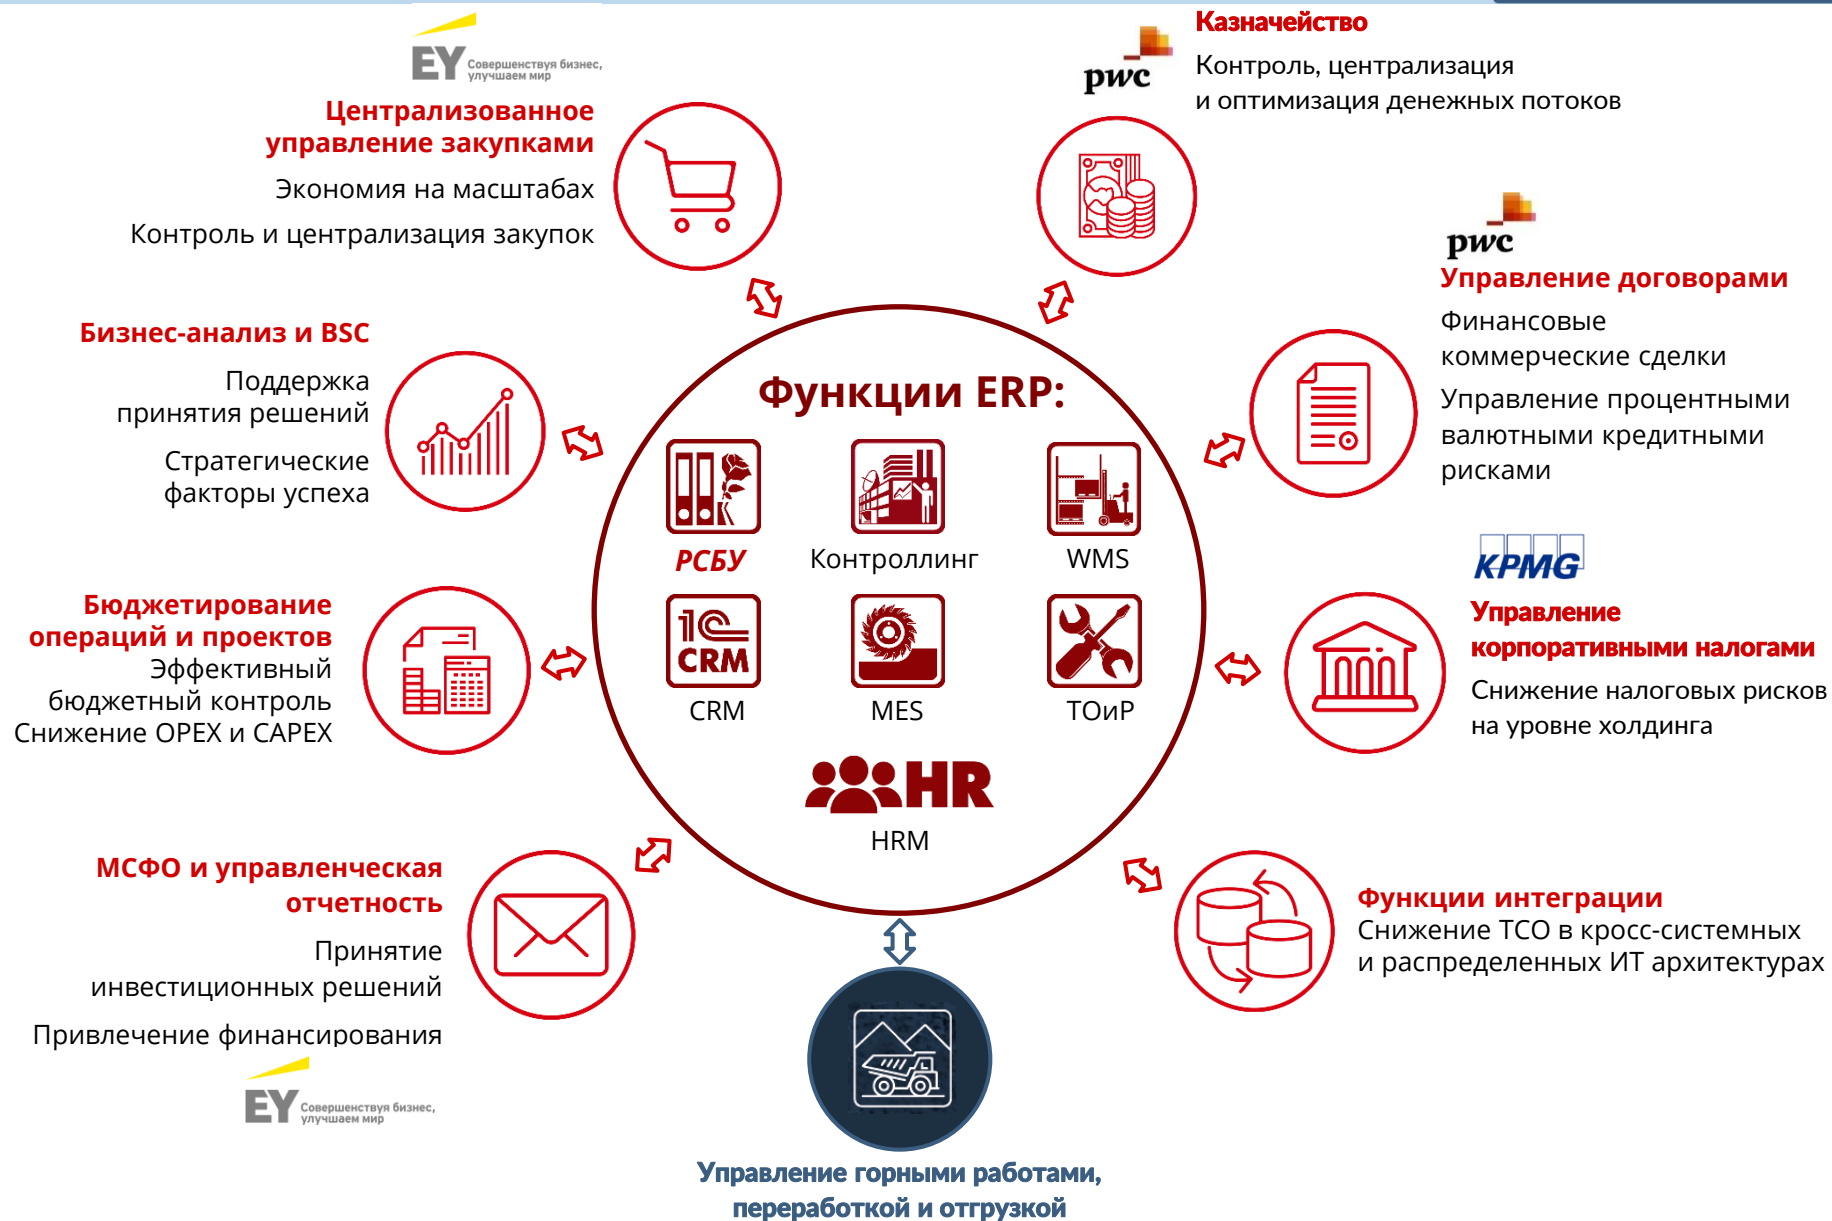 EY Совершенствуя бизнес,
улучшаем мир
Централизованное
управление закупками
Экономия на масштабах
Контроль и централизация закупок
pwc
Казначейство
Контроль, централизация
и оптимизация денежных потоков
pwc
Управление договорами
Финансовые
коммерческие сделки
Управление процентными
валютными кредитными
рисками
Бизнес-анализ и BSC
Поддержка
принятия решений
Стратегические
факторы успеха
Функции ERP:
РСБУ
Контроллинг
WMS
1С
CRM
CRM
MES
ТОиР
HR
HRM
KPMG
Управление
корпоративными налогами
Снижение налоговых рисков
на уровне холдинга
Бюджетирование
операций и проектов
Эффективный
бюджетный контроль
Снижение OPEX и CAPEX
МСФО и управленческая
отчетность
Принятие
инвестиционных решений
Привлечение финансирования
EY Совершенствуя бизнес,
улучшаем мир
Функции интеграции
Снижение ТСО в кросс-системных
и распределенных ИТ архитектурах
Управление горными работами,
переработкой и отгрузкой